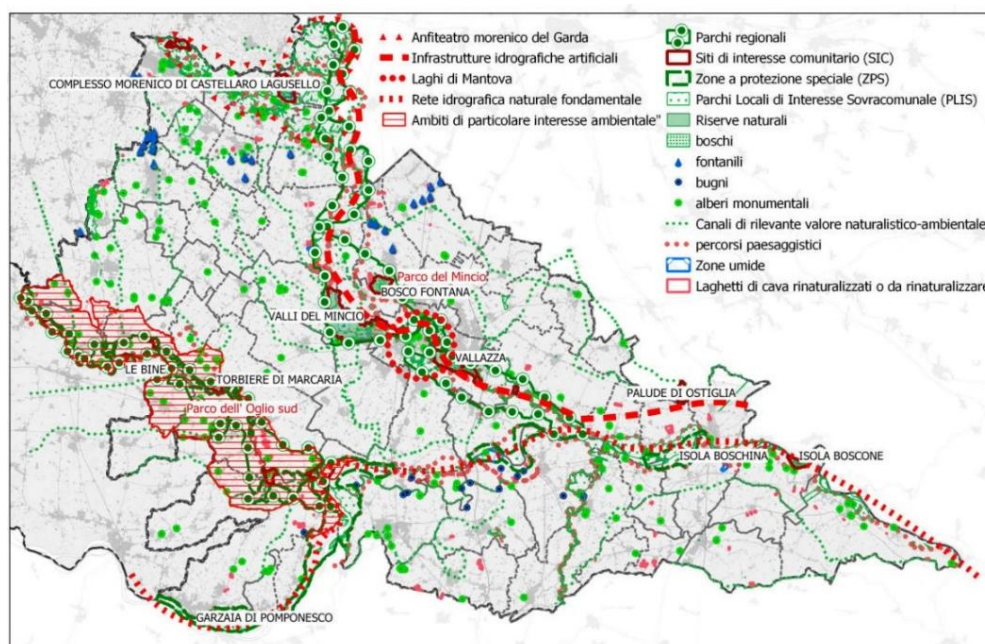 Anfiteatro morenico del Garda
Infrastrutture idrografiche artificiali
Laghi di Mantova
Rete idrografica naturale fondamentale
Ambiti di particolare interesse ambientale"
Parchi regionali
Siti di interesse comunitario (SIC)
Zone a protezione speciale (ZPS)
Parchi Locali di Interesse Sovracomunale (PLIS)
Riserve naturali
boschi
fontanili
bugni
alberi monumentali
Canali di rilevante valore naturalistico-ambientale
percorsi paesaggistici
Zone umide
Laghetti di cava rinaturalizzati o da rinaturalizzare
COMPLESSO MORENICO DI CASTELLARO LAGUSELLO
Parco del Mincio
BOSCO FONTANA
VALLI DEL MINCIO
VALLAZZA
LE BINE
TORBIERE DI MARCARIA
PALUDE DI OSTIGLIA
Parco dell' Oglio sud
ISOLA BOSCHINA
ISOLA BOSCONE
GARZAIA DI POMPONESCO